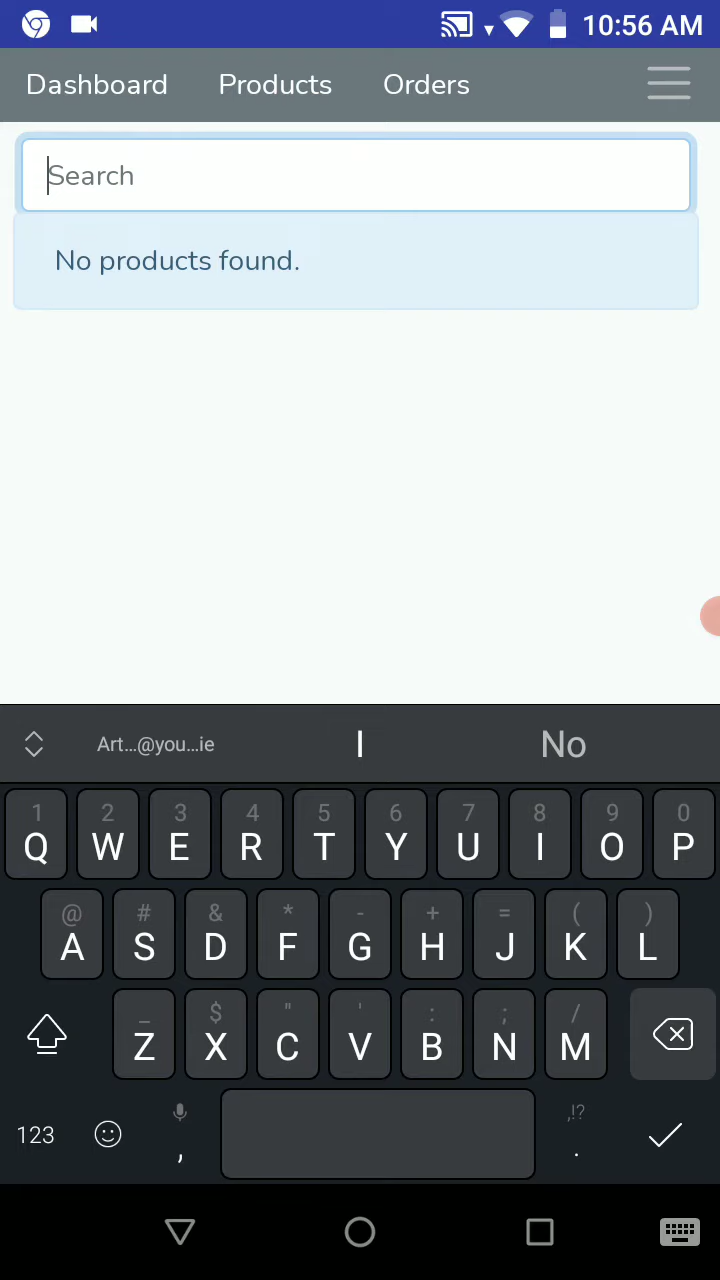 10:56 AM
Dashboard Products Orders
Search
No products found.
Art...@you...ie I No
1 2 3 4 5 6 7 8 9 0
Q W E R T Y U I O P
@ # & * - + = ( )
A S D F G H J K L
_ $ " ' : ; /
Z X C V B N M
123 , ,!? .